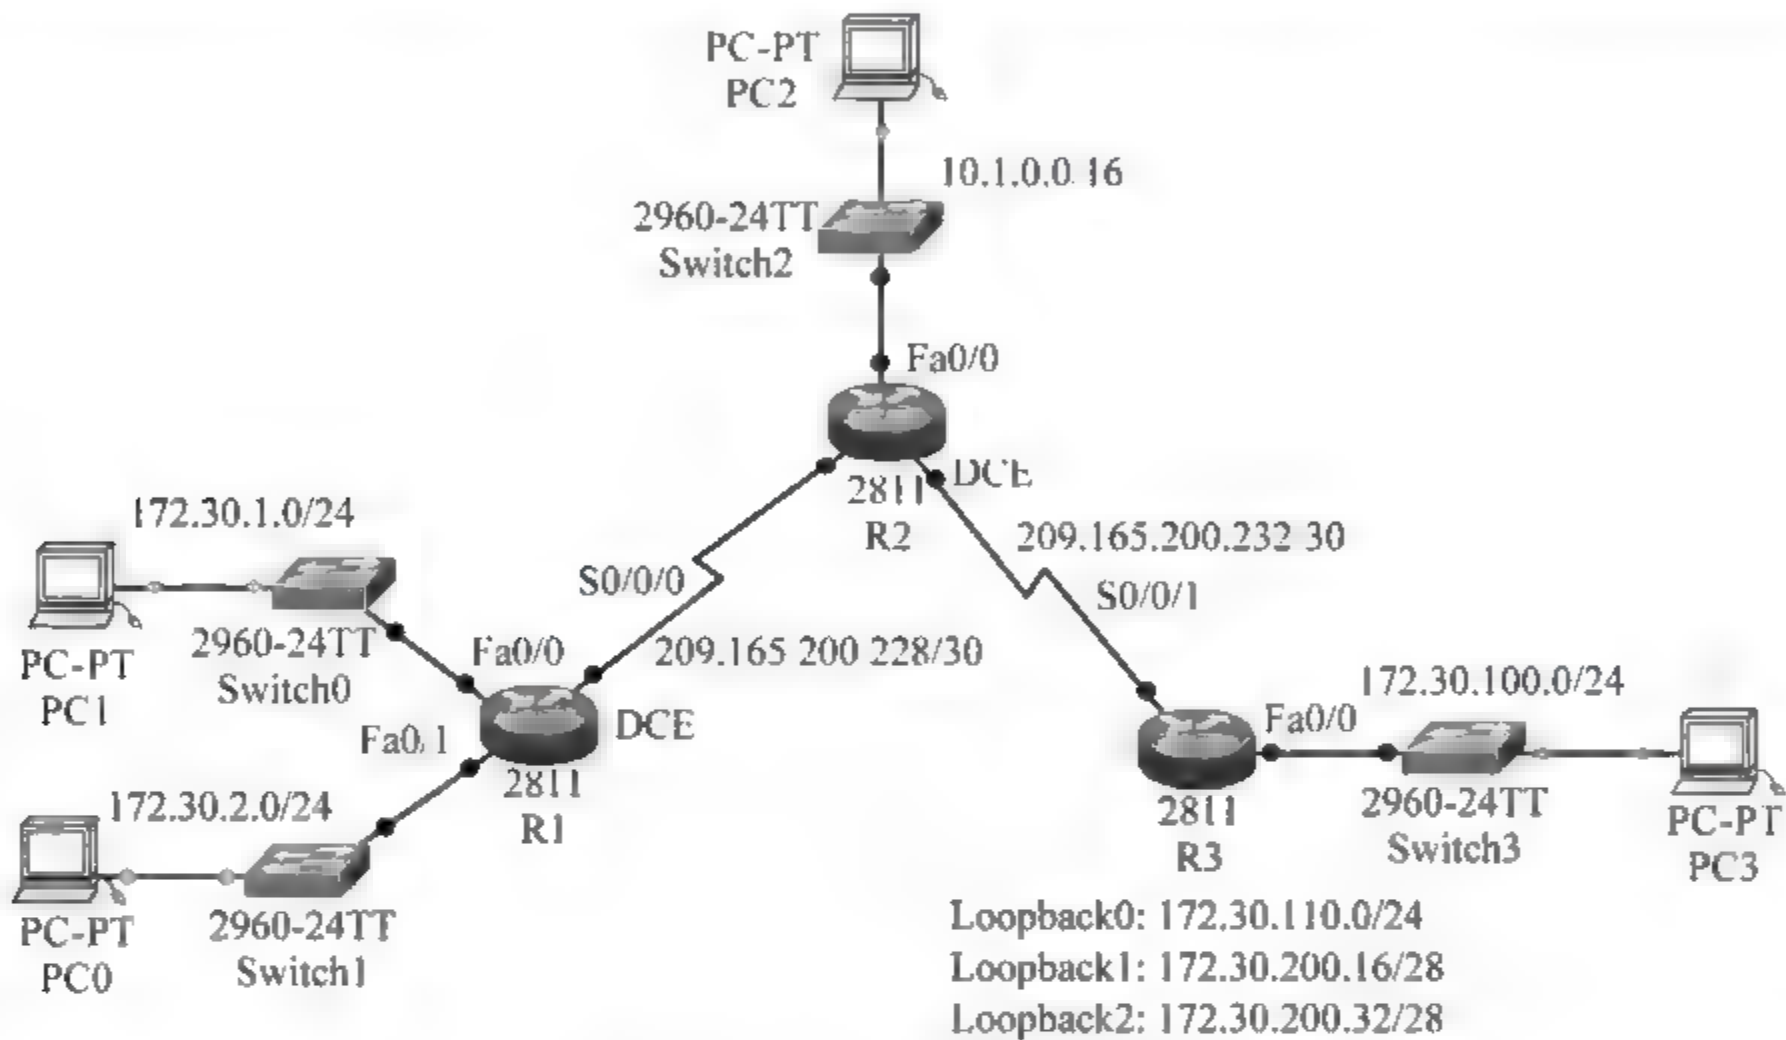 PC-PT
PC2
10.1.0.0 16
2960-24TT
Switch2
Fa0/0
DCE
2811
R2
172.30.1.0/24
209.165.200.232 30
S0/0/0
S0/0/1
2960-24TT
Switch0
Fa0/0
209.165 200 228/30
PC-PT
PC1
172.30.100.0/24
Fa0/0
Fa0/1
DCE
2811
R1
172.30.2.0/24
2811
R3
2960-24TT
Switch3
PC-PT
PC3
PC-PT
PC0
2960-24TT
Switch1
Loopback0: 172.30.110.0/24
Loopback1: 172.30.200.16/28
Loopback2: 172.30.200.32/28